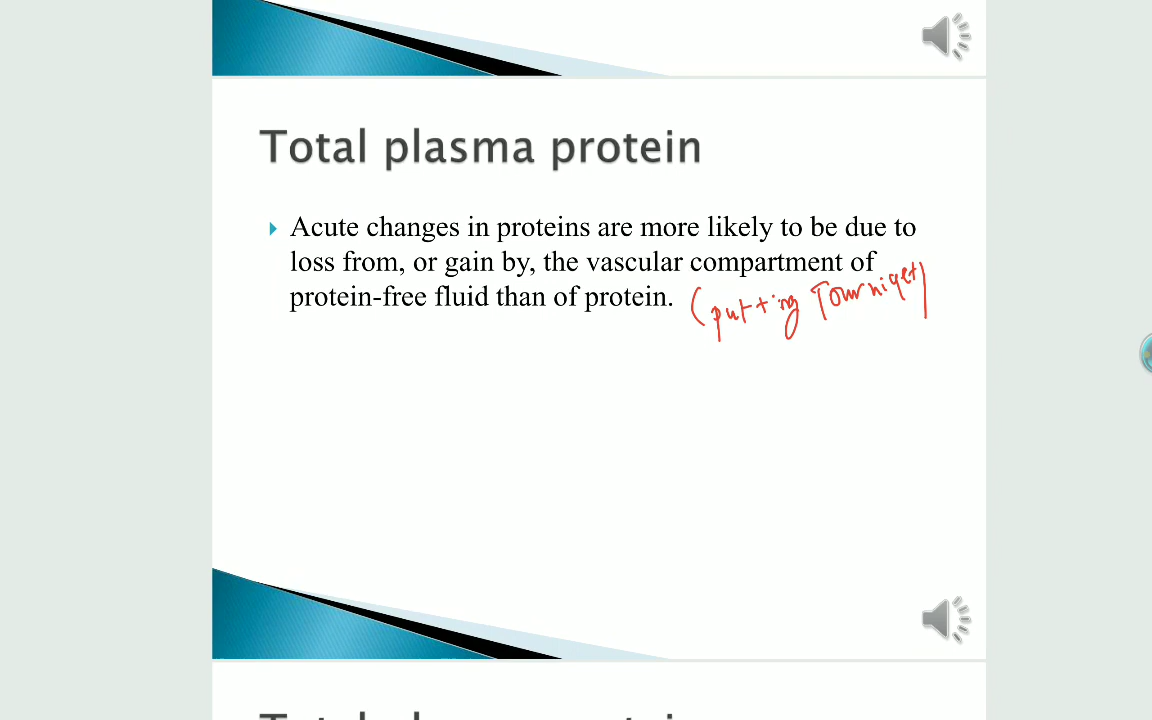 Total plasma protein
Acute changes in proteins are more likely to be due to
loss from, or gain by, the vascular compartment of
protein-free fluid than of protein.
(putting Tourniqet)